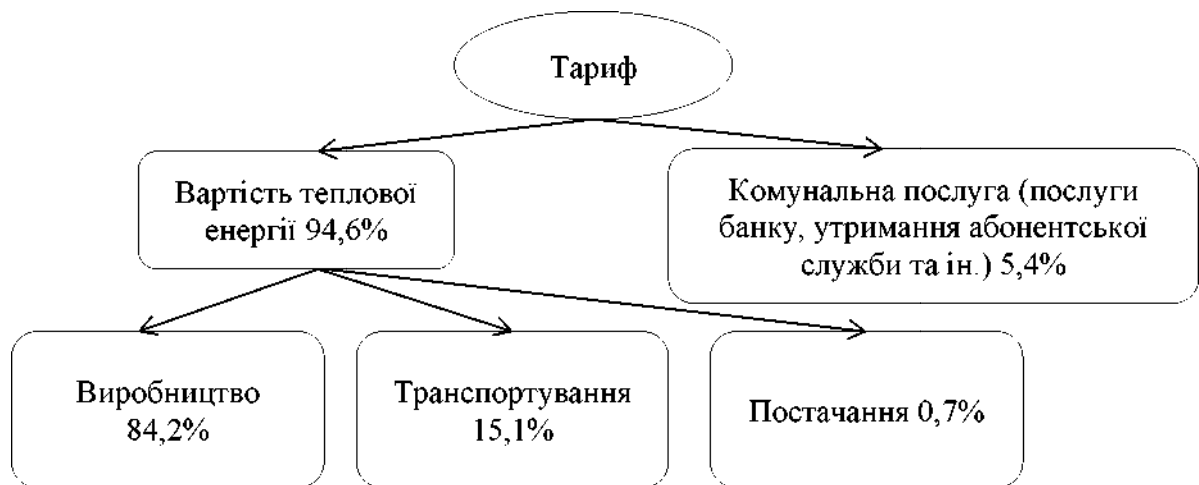 Тариф
Вартість теплової
енергії 94,6%
Комунальна послуга (послуги
банку, утримання абонентської
служби та ін.) 5,4%
Виробництво
84,2%
Транспортування
15,1%
Постачання 0,7%